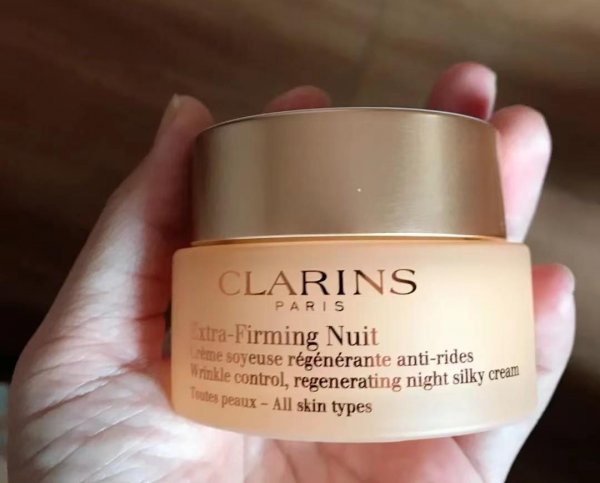 CLARINS
PARIS
Extra-Firming Nuit
Crème soyeuse régénérante anti-rides
Wrinkle control, regenerating night silky cream
Toutes peaux – All skin types